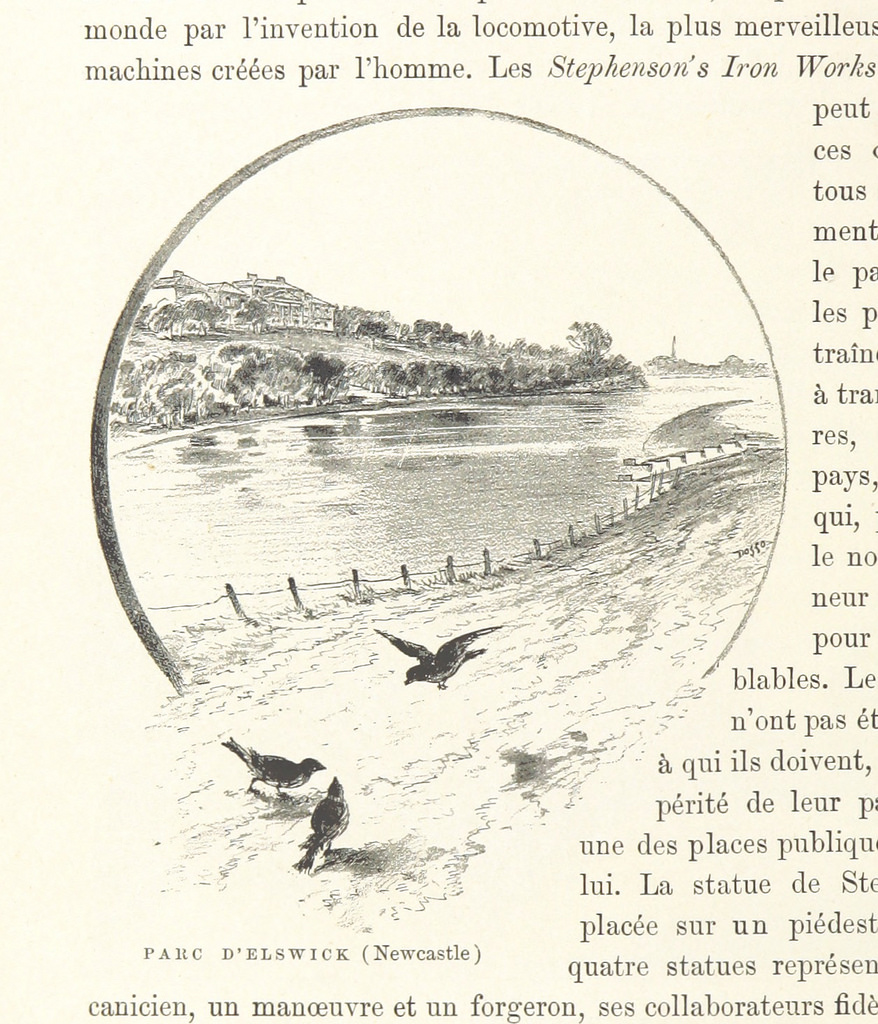 monde par l'invention de la locomotive, la plus merveilleus
machines créées par l'homme. Les Stephenson's Iron Works
peut
ces
tous
ment
le pa
les p
traîn
à tra
res,
pays,
qui,
le no
neur
pour
blables. Le
n'ont pas ét
à qui ils doivent,
périté de leur pa
une des places publiqu
lui. La statue de Ste
placée sur un piédest
quatre statues représen
canicien, un manœuvre et un forgeron, ses collaborateurs fidè
PARC D'ELSWICK (Newcastle)